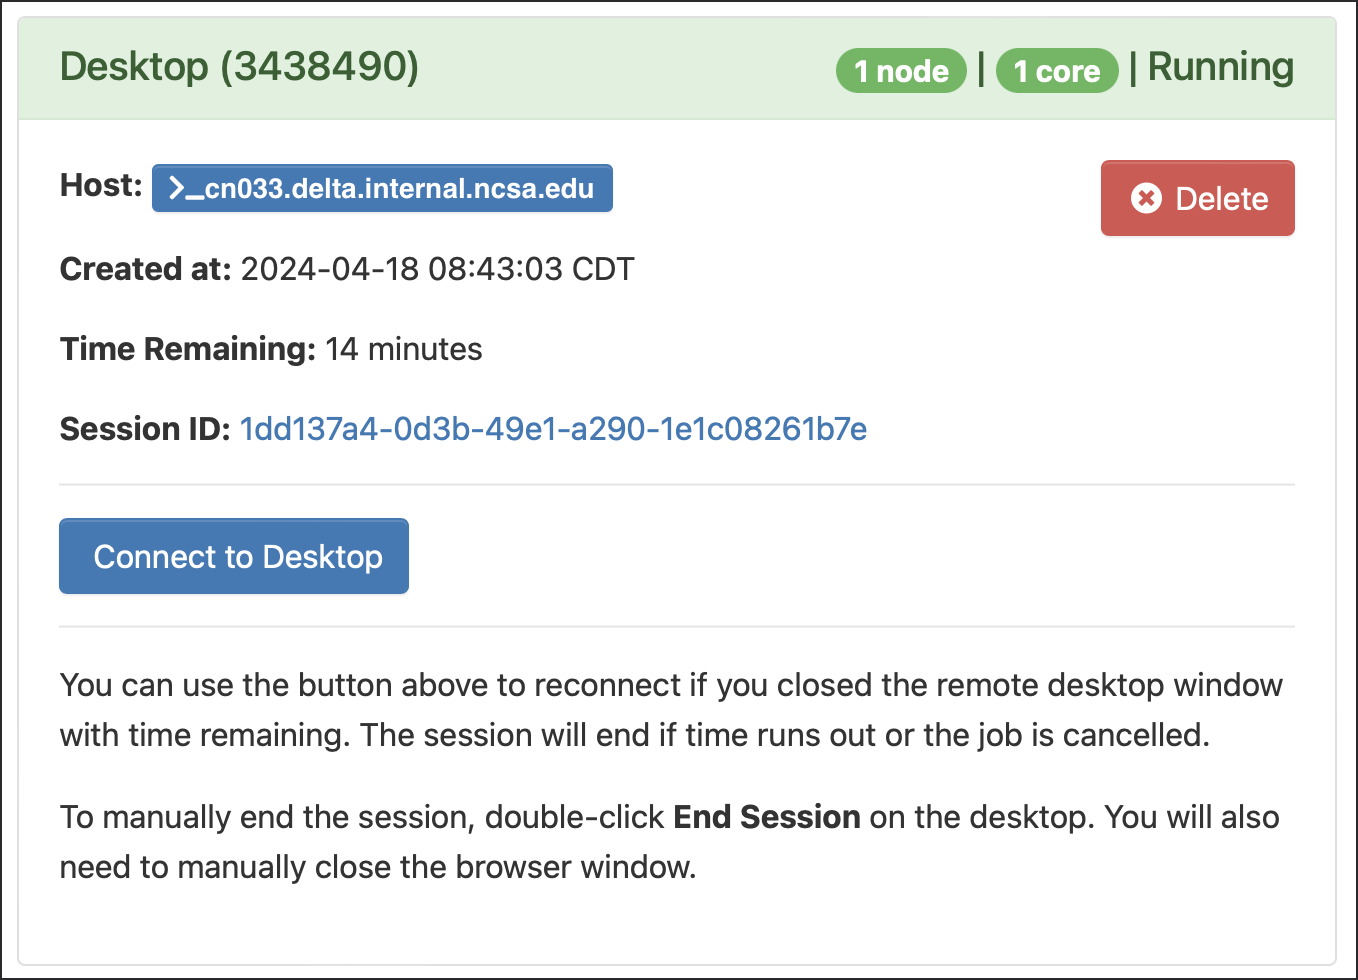 Desktop (3438490)
1 node | 1 core | Running
Host: >_cn033.delta.internal.ncsa.edu
Delete
Created at: 2024-04-18 08:43:03 CDT
Time Remaining: 14 minutes
Session ID: 1dd137a4-0d3b-49e1-a290-1e1c08261b7e
Connect to Desktop
You can use the button above to reconnect if you closed the remote desktop window
with time remaining. The session will end if time runs out or the job is cancelled.
To manually end the session, double-click End Session on the desktop. You will also
need to manually close the browser window.